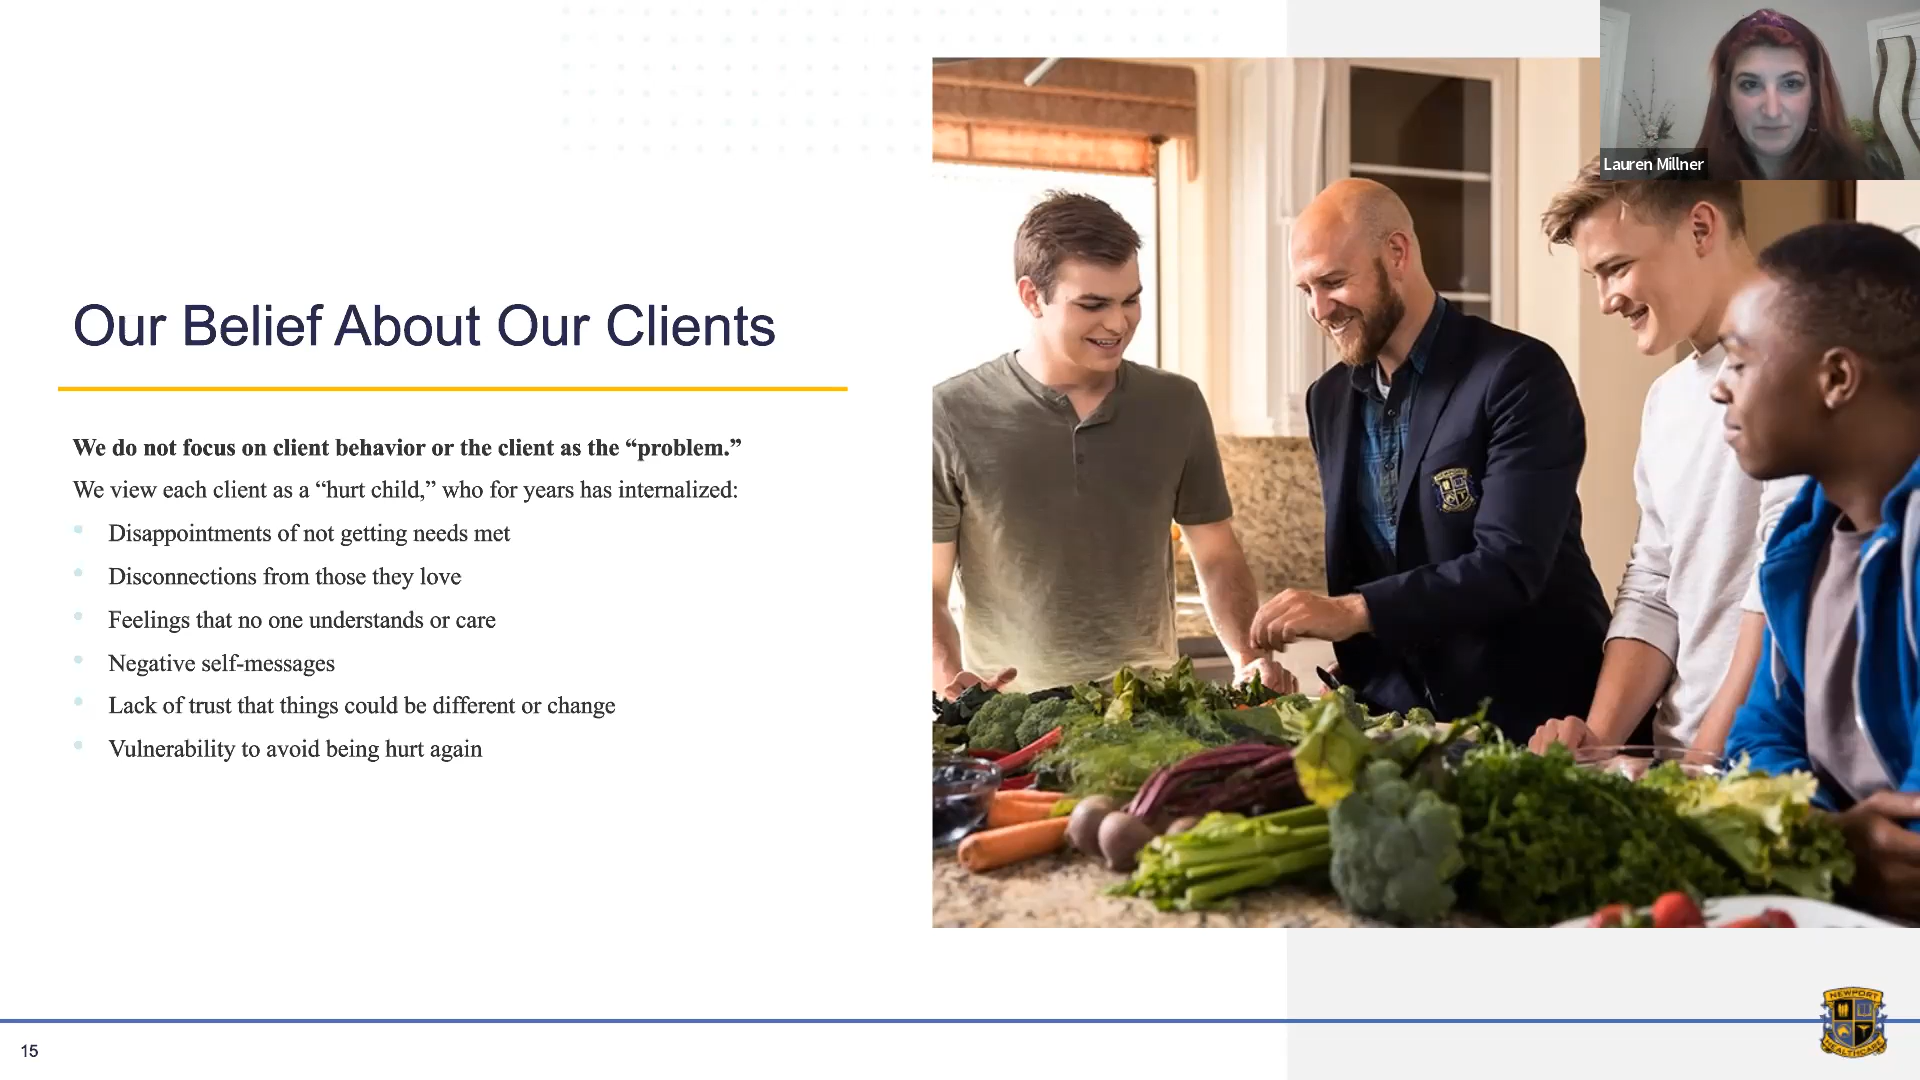 Lauren Millner
Our Belief About Our Clients
We do not focus on client behavior or the client as the “problem.”
We view each client as a “hurt child,” who for years has internalized:
• Disappointments of not getting needs met
• Disconnections from those they love
• Feelings that no one understands or care
• Negative self-messages
• Lack of trust that things could be different or change
• Vulnerability to avoid being hurt again
NEWPORT
HEALTHCARE
15